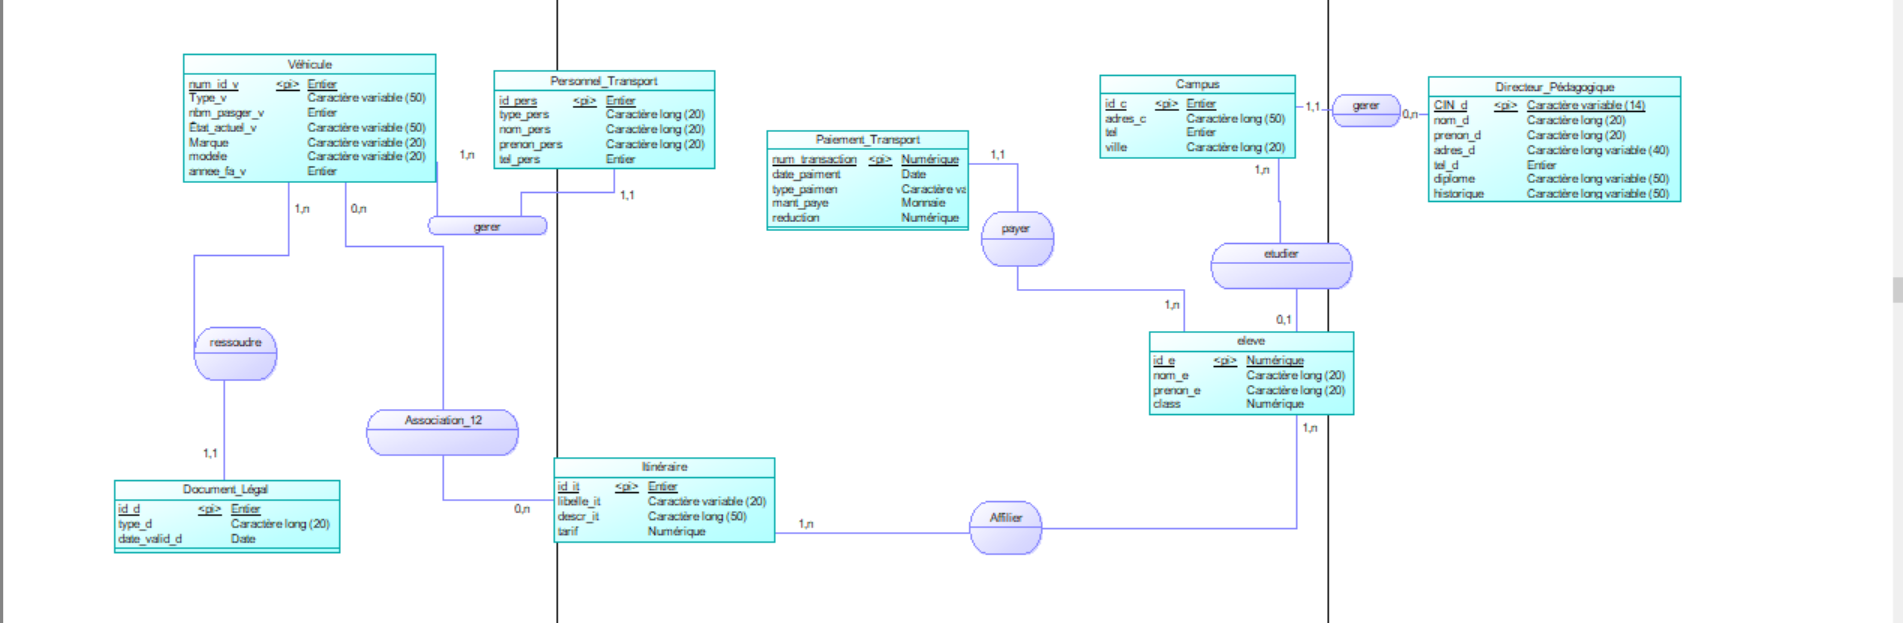 Véhicule
num_id_v <pi> Entier
Type_v Caractère variable (50)
nbm_pasger_v Entier
État_actuel_v Caractère variable (50)
Marque Caractère variable (20)
modele Caractère variable (20)
annee_fa_v Entier
Personnel_Transport
id_pers <pi> Entier
type_pers Caractère long (20)
nom_pers Caractère long (20)
prenon_pers Caractère long (20)
tel_pers Entier
1,n
1,1
gerer
1,n
0,n
Paiement_Transport
num_transaction <pi> Numérique
date_paiment Date
type_paimen Caractère va
mant_paye Monnaie
reduction Numérique
1,1
payer
1,n
Campus
id_c <pi> Entier
adres_c Caractère long (50)
tel Entier
ville Caractère long (20)
1,1
gerer
0,n
Directeur_Pédagogique
CIN_d <pi> Caractère variable (14)
nom_d Caractère long (20)
prenon_d Caractère long (20)
adres_d Caractère long variable (40)
tel_d Entier
diplome Caractère long variable (50)
historique Caractère long variable (50)
1,n
etudier
0,1
eleve
id_e <pi> Numérique
nom_e Caractère long (20)
prenon_e Caractère long (20)
class Numérique
1,n
ressoudre
1,1
Association_12
0,n
Document_Légal
id_d <pi> Entier
type_d Caractère long (20)
date_valid_d Date
Itinéraire
id_it <pi> Entier
libelle_it Caractère variable (20)
descr_it Caractère long (50)
tarif Numérique
1,n
Affilier